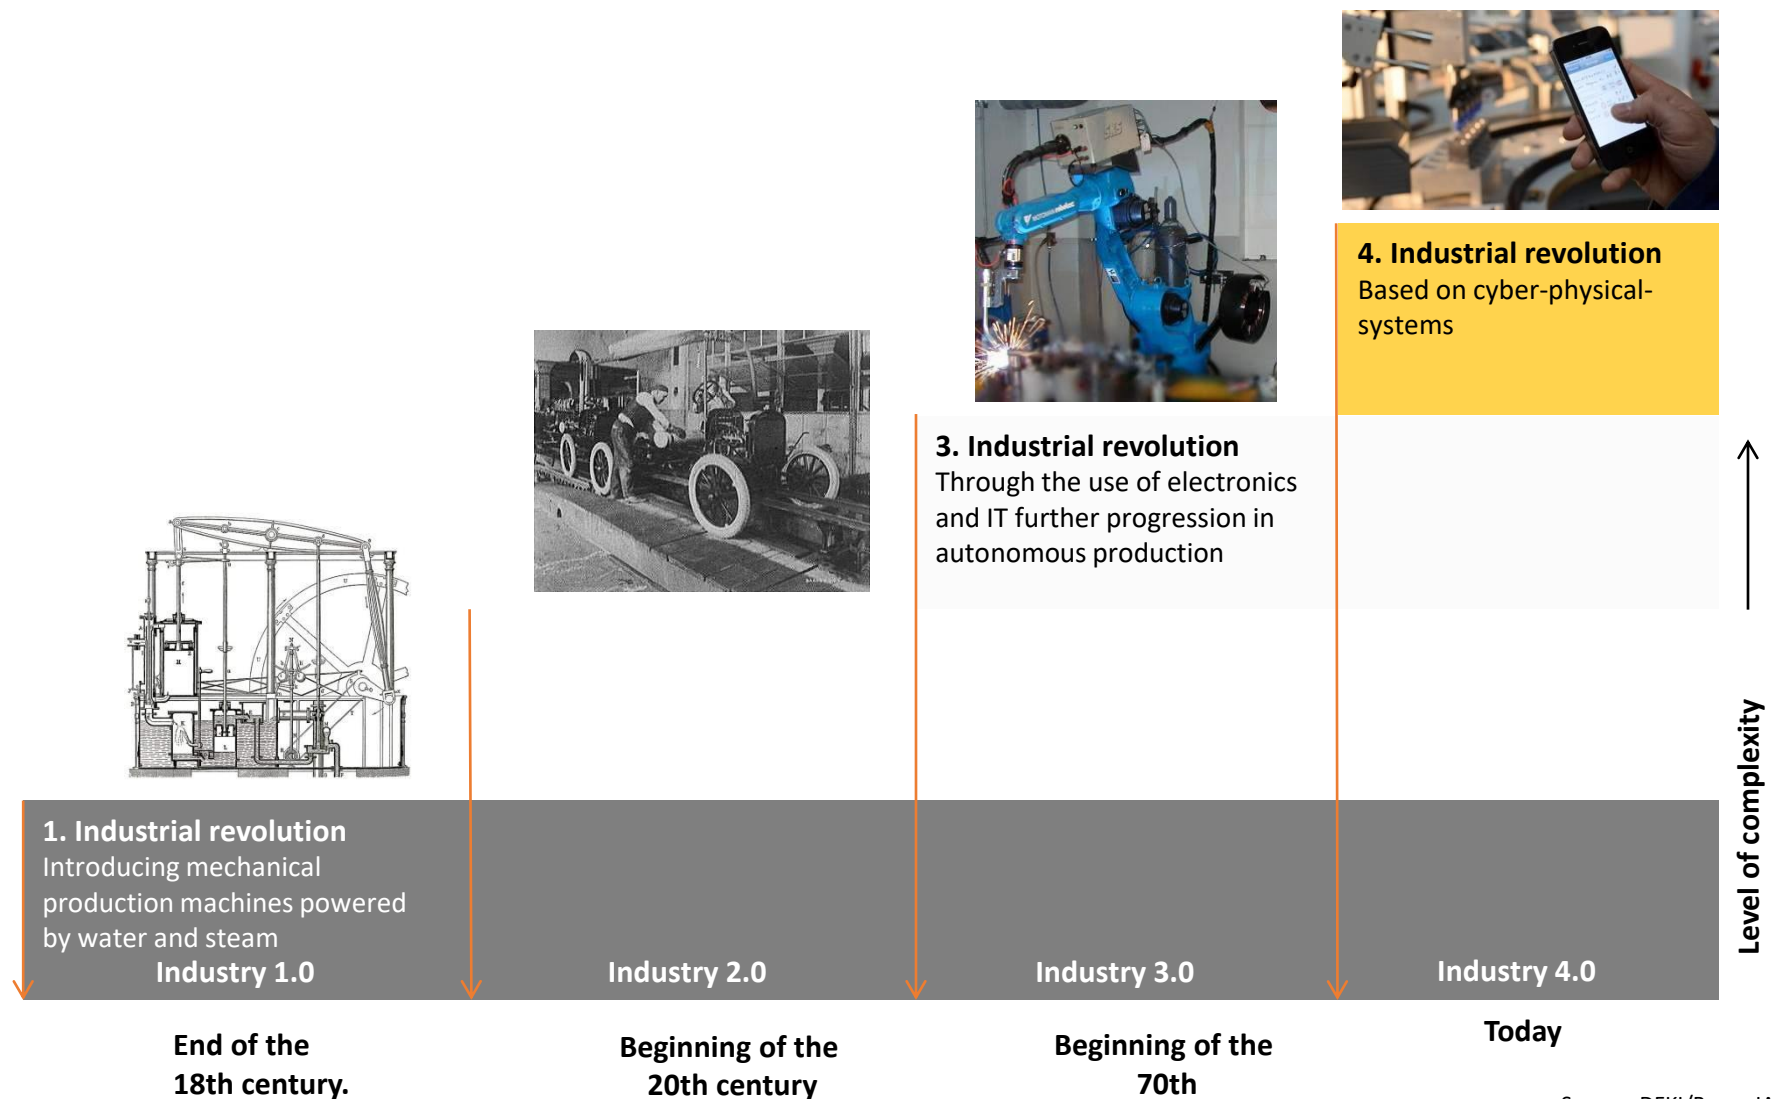 4. Industrial revolution
Based on cyber-physical-
systems
3. Industrial revolution
Through the use of electronics
and IT further progression in
autonomous production
1. Industrial revolution
Introducing mechanical
production machines powered
by water and steam
Industry 1.0
Industry 2.0
Industry 3.0
Industry 4.0
End of the
18th century.
Beginning of the
20th century
Beginning of the
70th
Today
Level of complexity
SKS
MOTOMAN